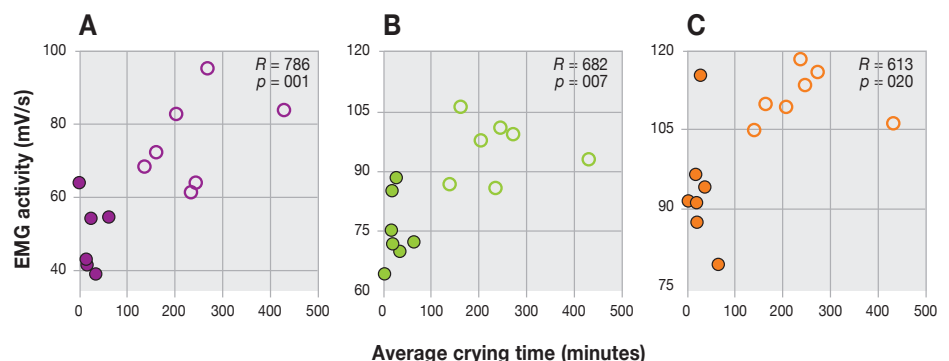 A
B
C
EMG activity (mV/s)
100
80
60
40
0
100
200
300
400
500
R = 786
p = 001
120
105
90
75
60
0
100
200
300
400
500
R = 682
p = 007
120
105
90
75
0
100
200
300
400
500
R = 613
p = 020
Average crying time (minutes)